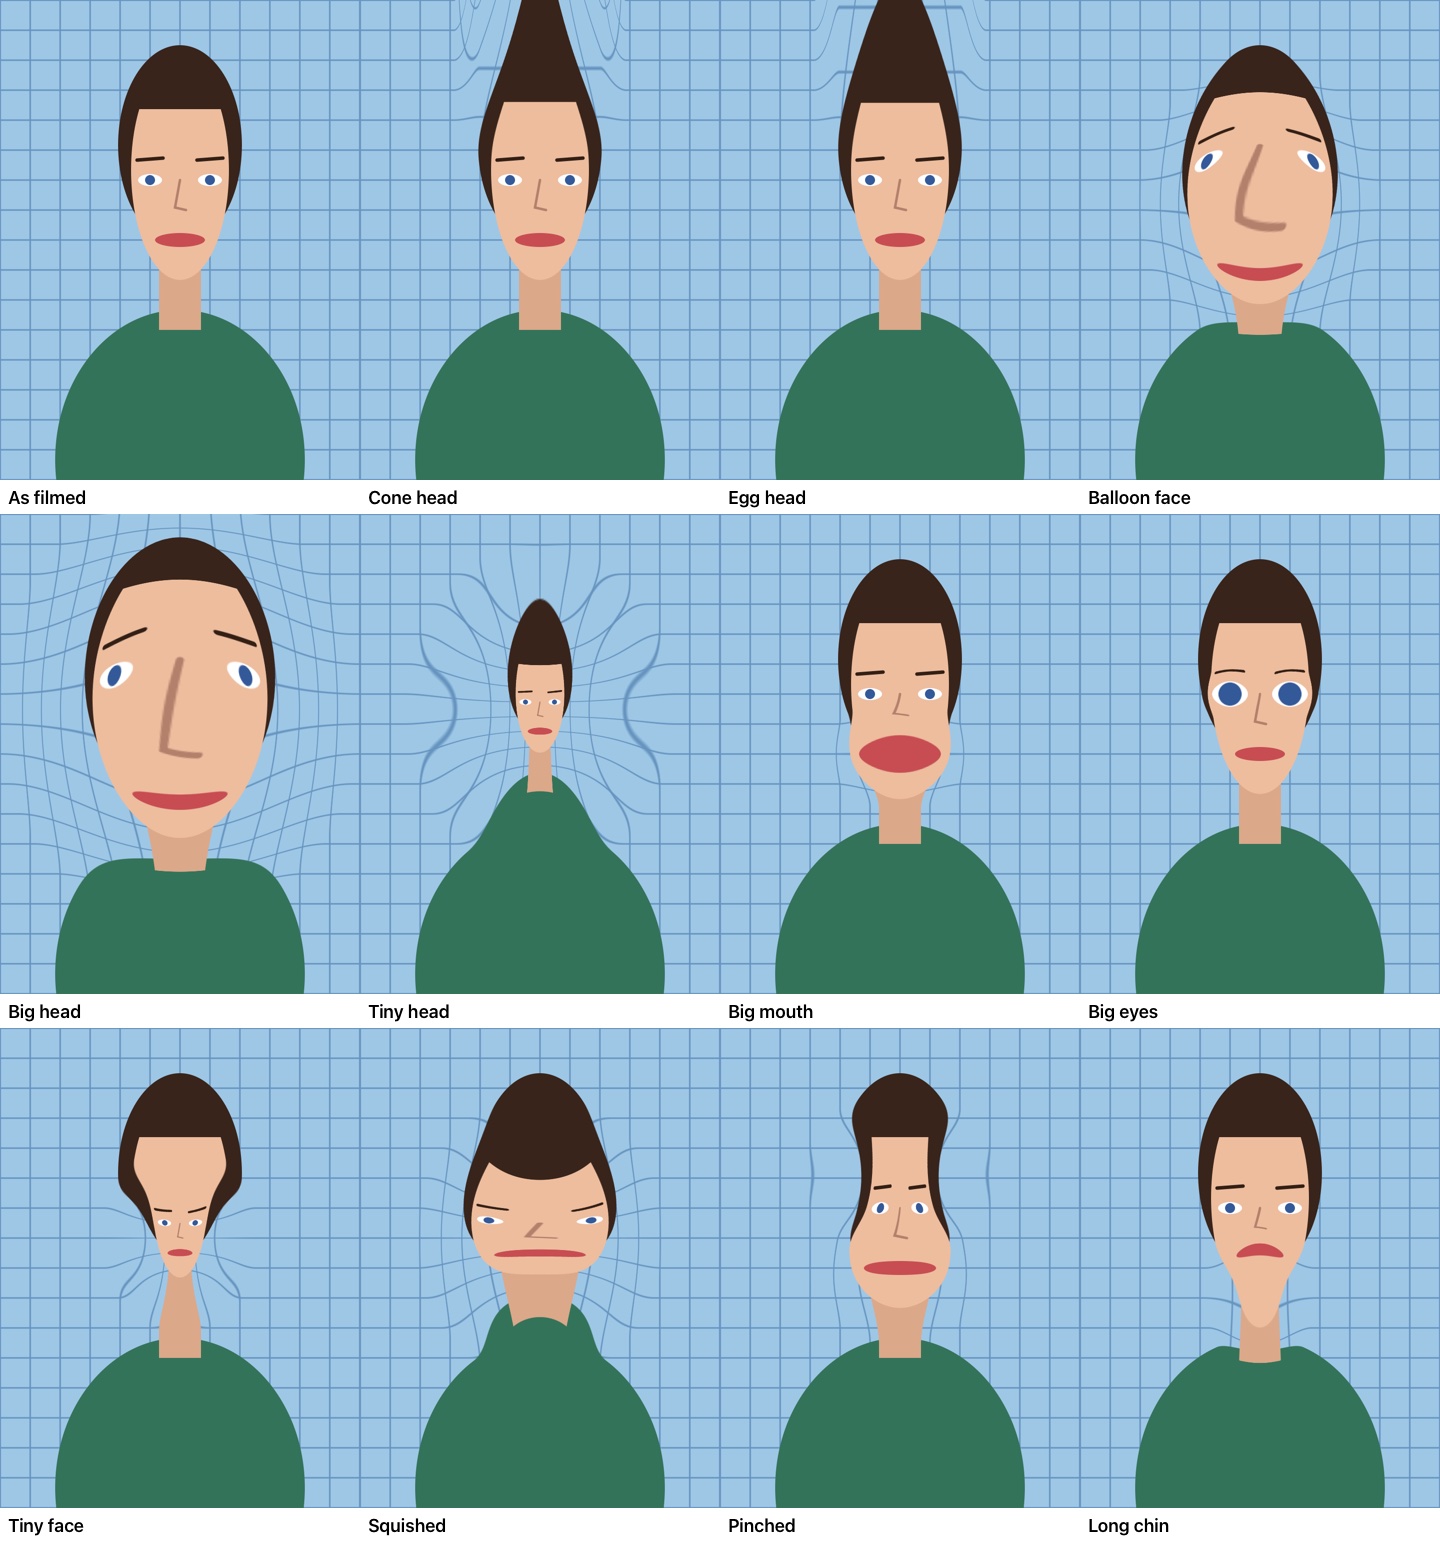 As filmed
Cone head
Egg head
Balloon face
Big head
Tiny head
Big mouth
Big eyes
Tiny face
Squished
Pinched
Long chin